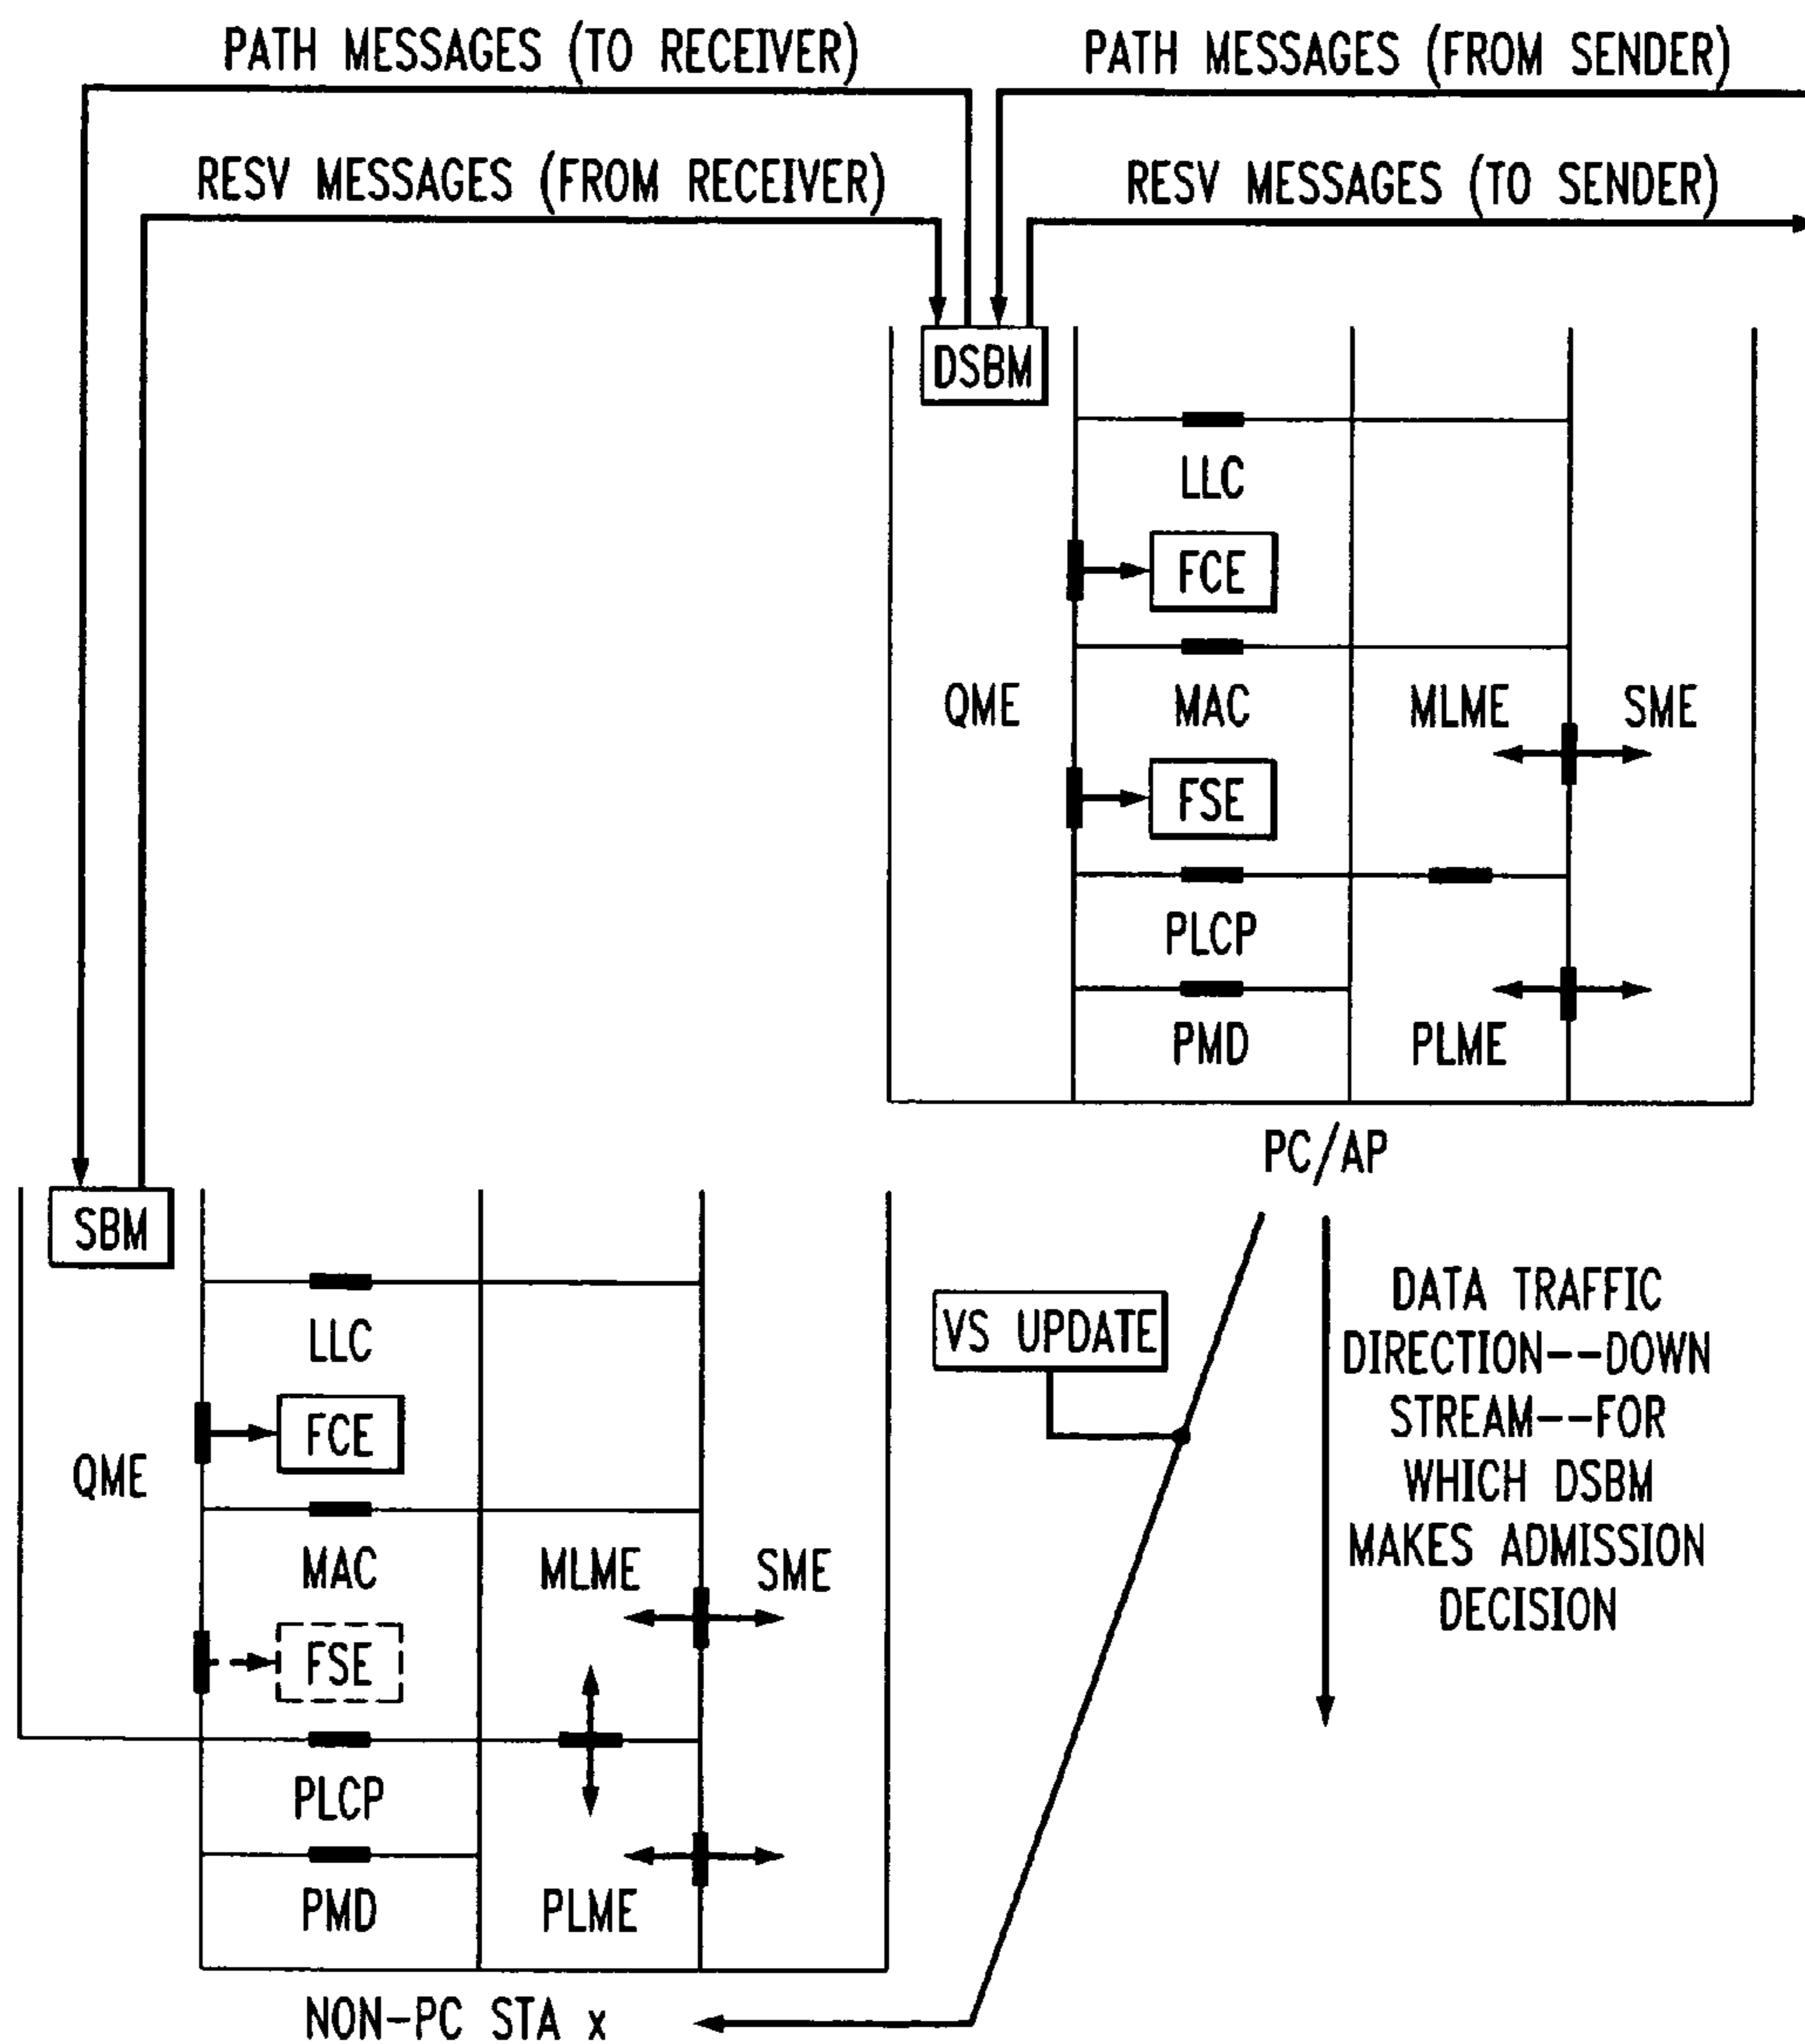 PATH MESSAGES (TO RECEIVER)
PATH MESSAGES (FROM SENDER)
RESV MESSAGES (FROM RECEIVER)
RESV MESSAGES (TO SENDER)
DSBM
LLC
FCE
QME
MAC
MLME
SME
FSE
PLCP
PMD
PLME
PC/AP
SBM
LLC
FCE
QME
MAC
MLME
SME
FSE
PLCP
PMD
PLME
NON-PC STA x
VS UPDATE
DATA TRAFFIC
DIRECTION--DOWN
STREAM--FOR
WHICH DSBM
MAKES ADMISSION
DECISION